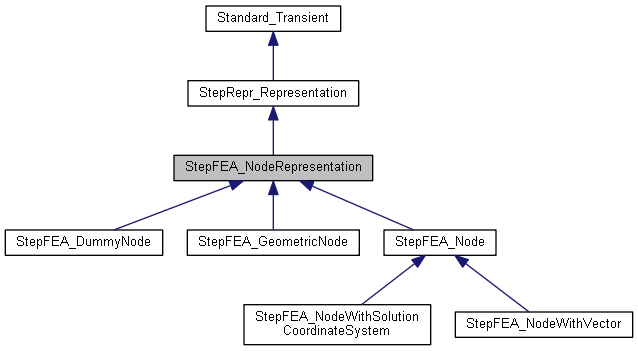 Standard_Transient
StepRepr_Representation
StepFEA_NodeRepresentation
StepFEA_DummyNode
StepFEA_GeometricNode
StepFEA_Node
StepFEA_NodeWithSolution
CoordinateSystem
StepFEA_NodeWithVector